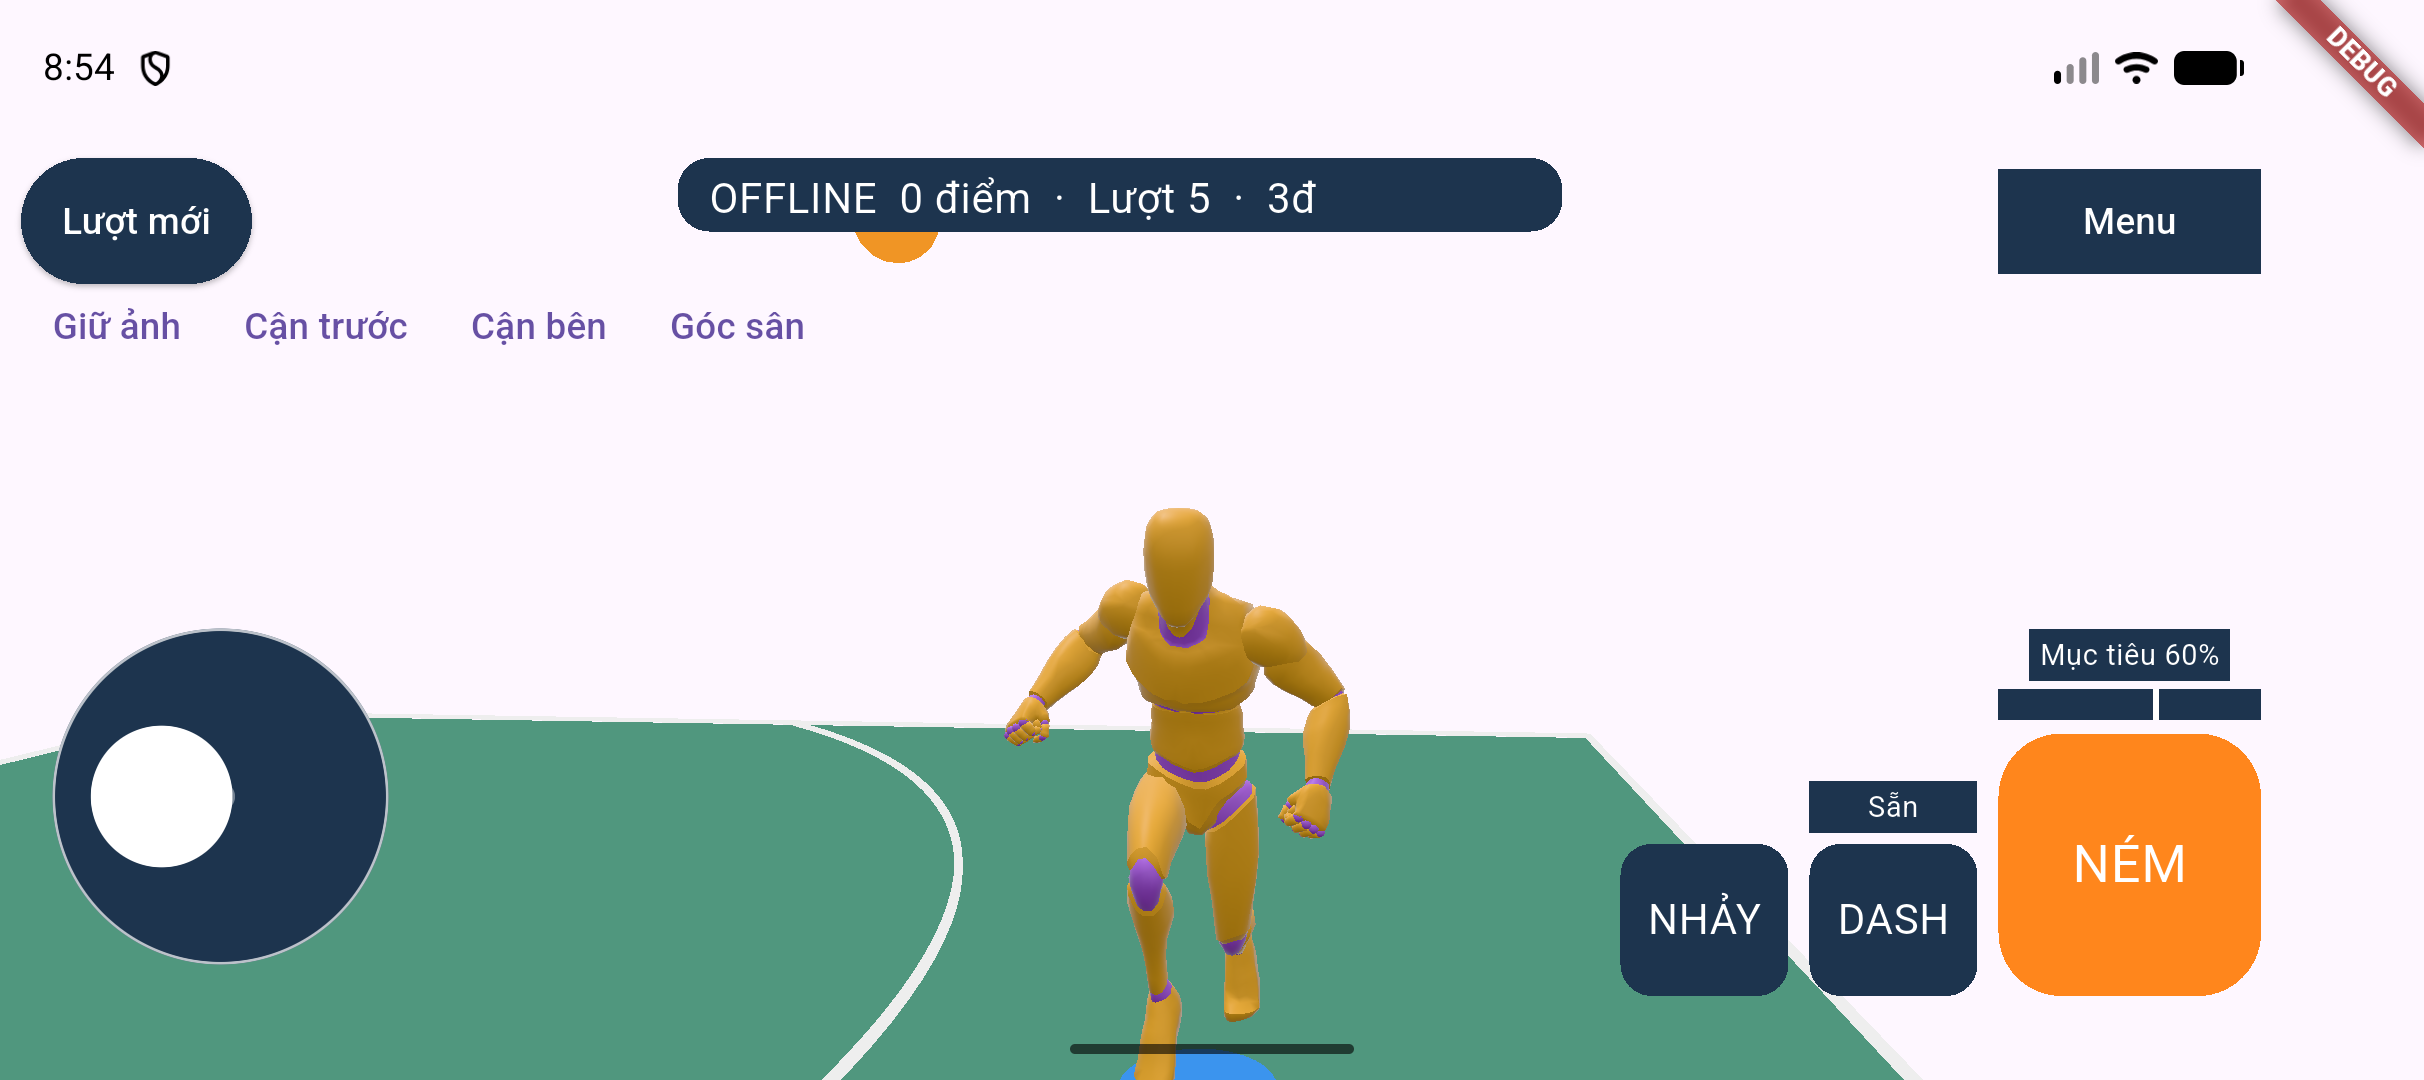 8:54
DEBUG
Lượt mới
OFFLINE 0 điểm · Lượt 5 · 3đ
Menu
Giữ ảnh Cận trước Cận bên Góc sân
Mục tiêu 60%
Sẵn
NHẢY
DASH
NÉM